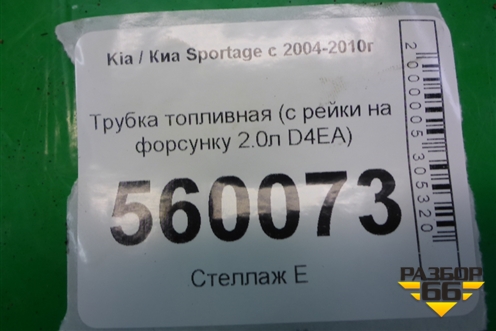 Kia / Киа Sportage с 2004-2010г
Трубка топливная (с рейки на
форсунку 2.0л D4EA)
560073
Стеллаж Е
2000005305320
РАЗБОР
66